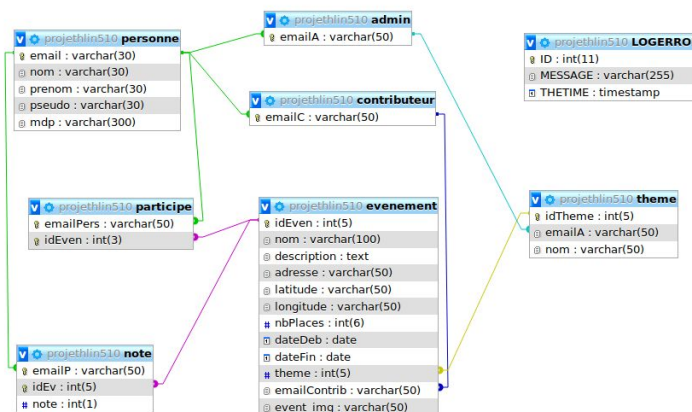 projethlin510 personne
email : varchar(30)
nom : varchar(30)
prenom : varchar(30)
pseudo : varchar(30)
mdp : varchar(300)
projethlin510 admin
emailA : varchar(50)
projethlin510 contributeur
emailC : varchar(50)
projethlin510 LOGERRO
ID : int(11)
MESSAGE : varchar(255)
THETIME : timestamp
projethlin510 participe
emailPers : varchar(50)
idEven : int(3)
projethlin510 evenement
idEven : int(5)
nom : varchar(100)
description : text
adresse : varchar(50)
latitude : varchar(50)
longitude : varchar(50)
nbPlaces : int(6)
dateDeb : date
dateFin : date
theme : int(5)
emailContrib : varchar(50)
event_img : varchar(50)
projethlin510 theme
idTheme : int(5)
emailA : varchar(50)
nom : varchar(50)
projethlin510 note
emailP : varchar(50)
idEv : int(5)
note : int(1)